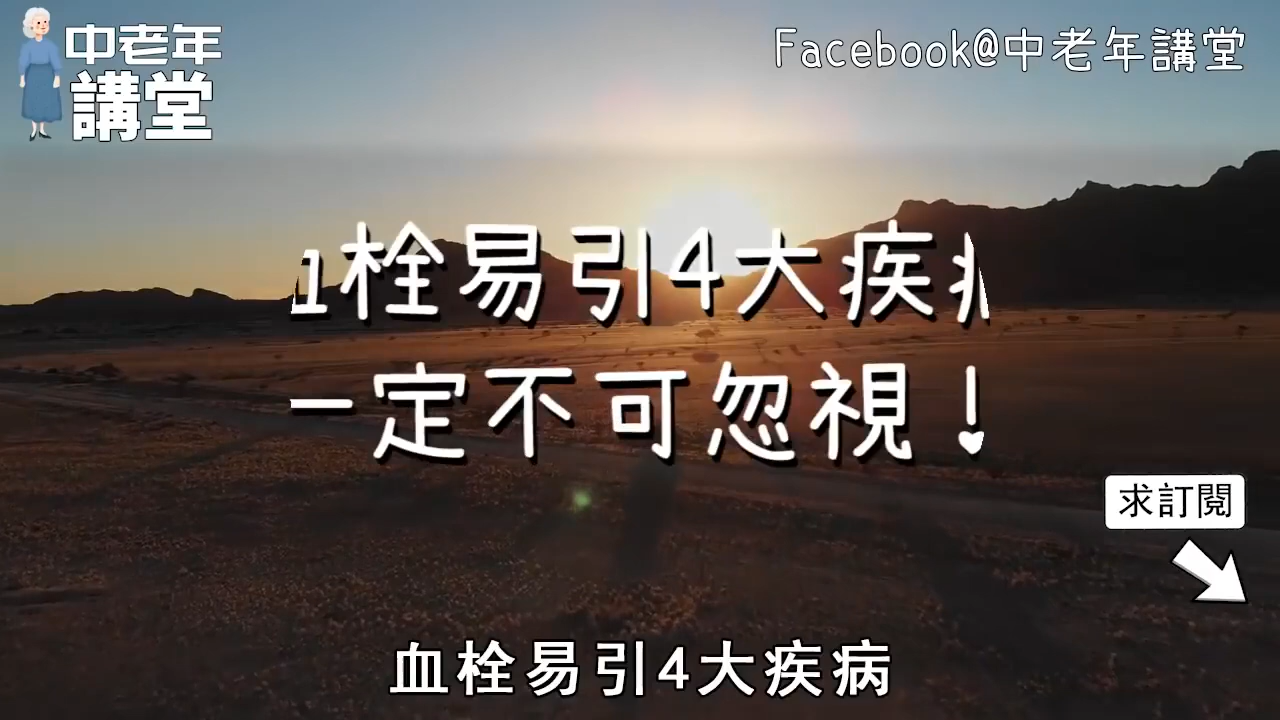 中老年
講堂
Facebook@中老年講堂
栓易引4大疾
一定不可忽視！
求訂閱
血栓易引4大疾病